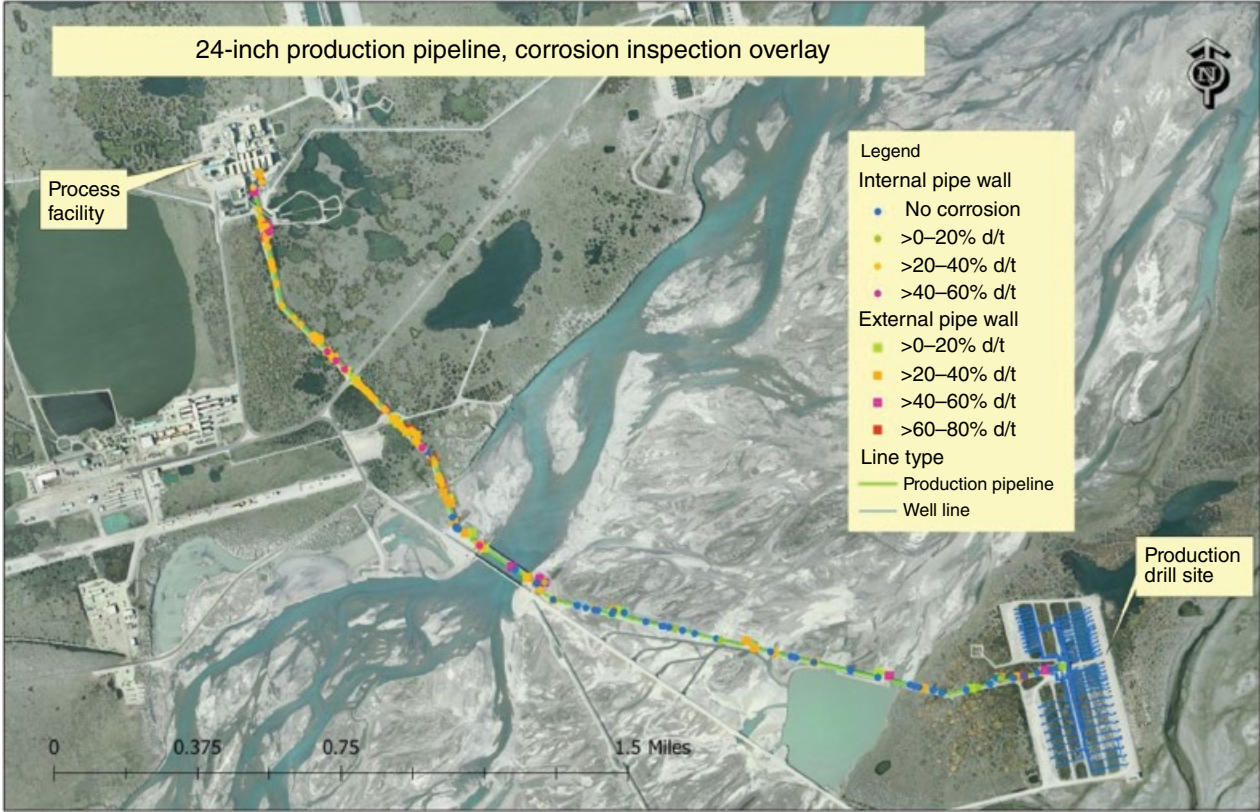 24-inch production pipeline, corrosion inspection overlay
N
Legend
Internal pipe wall
No corrosion
>0–20% d/t
>20–40% d/t
>40–60% d/t
External pipe wall
>0–20% d/t
>20–40% d/t
>40–60% d/t
>60–80% d/t
Line type
Production pipeline
Well line
Process
facility
Production
drill site
0 0.375 0.75 1.5 Miles